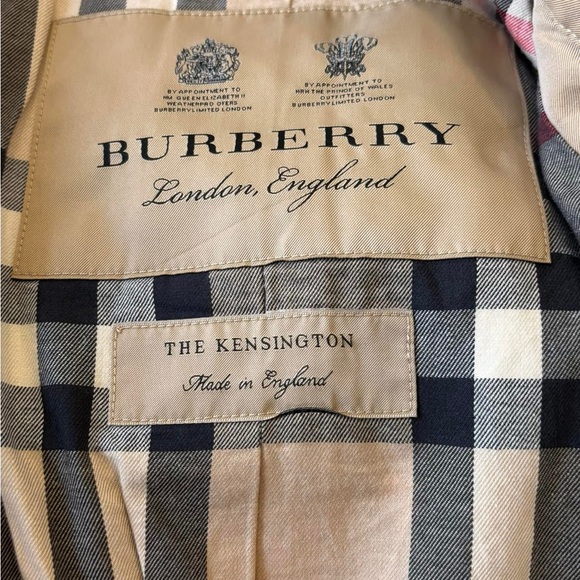 BY APPOINTMENT TO
HM QUEEN ELIZABETH II
WEATHERPROOFERS
BURBERRY LIMITED LONDON
BY APPOINTMENT TO
HRH THE PRINCE OF WALES
OUTFITTERS
BURBERRY LIMITED LONDON
BURBERRY
London, England
THE KENSINGTON
Made in England